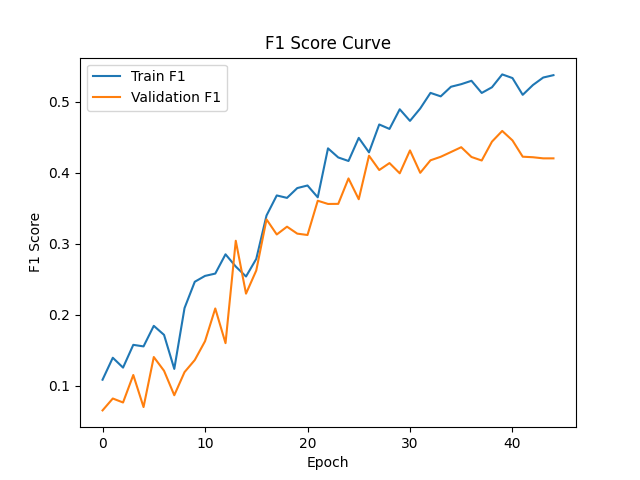 F1 Score Curve
Train F1
Validation F1
F1 Score
0.5
0.4
0.3
0.2
0.1
0 10 20 30 40
Epoch